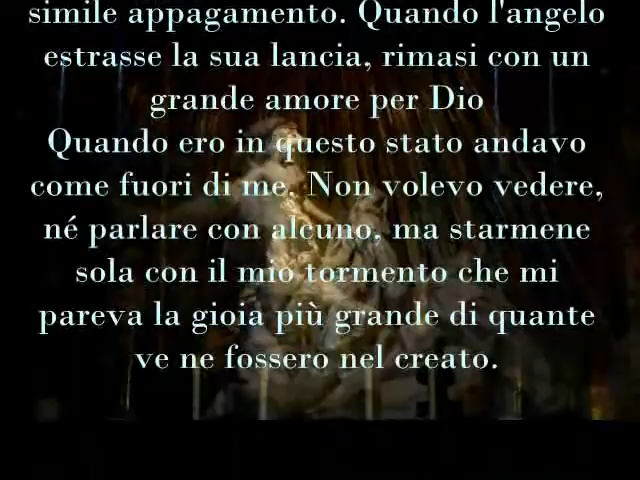 simile appagamento. Quando l'angelo
estrasse la sua lancia, rimasi con un
grande amore per Dio
Quando ero in questo stato andavo
come fuori di me. Non volevo vedere,
né parlare con alcuno, ma starmene
sola con il mio tormento che mi
pareva la gioia più grande di quante
ve ne fossero nel creato.